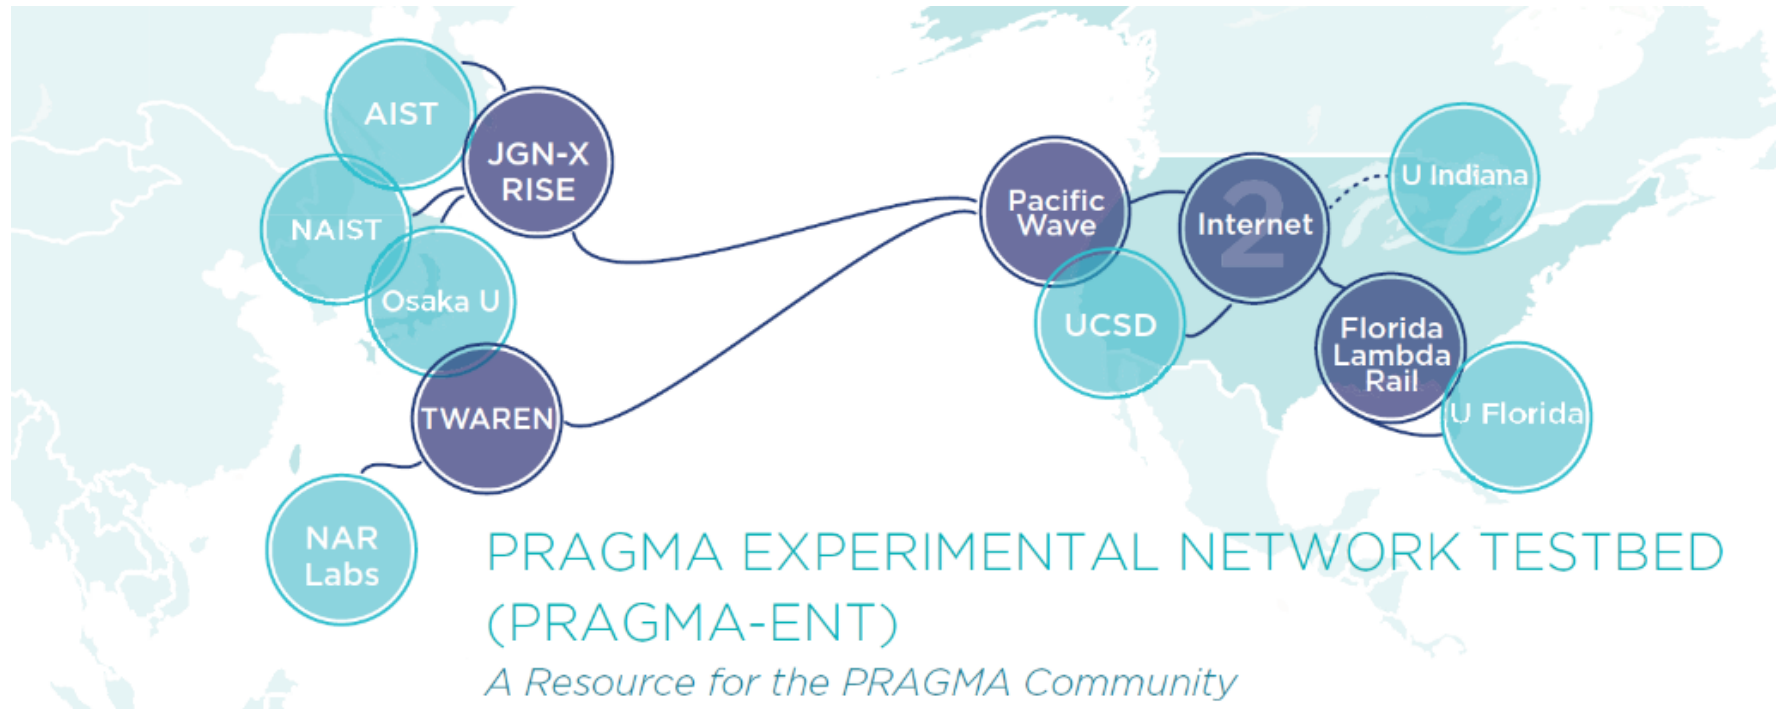 AIST
JGN-X
RISE
NAIST
Osaka U
TWAREN
NAR
Labs
Pacific
Wave
UCSD
2
Internet
U Indiana
Florida
Lambda
Rail
U Florida
PRAGMA EXPERIMENTAL NETWORK TESTBED
(PRAGMA-ENT)
A Resource for the PRAGMA Community